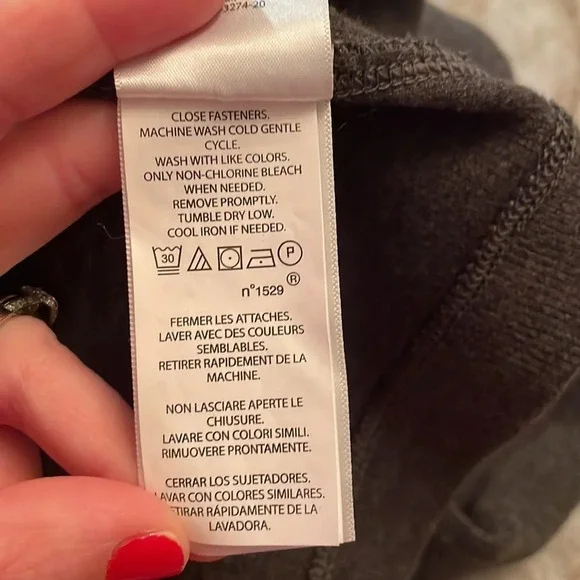 3274-20
CLOSE FASTENERS.
MACHINE WASH COLD GENTLE
CYCLE.
WASH WITH LIKE COLORS.
ONLY NON-CHLORINE BLEACH
WHEN NEEDED.
REMOVE PROMPTLY.
TUMBLE DRY LOW.
COOL IRON IF NEEDED.
30 P
®
n°1529
FERMER LES ATTACHES.
LAVER AVEC DES COULEURS
SEMBLABLES.
RETIRER RAPIDEMENT DE LA
MACHINE.
NON LASCIARE APERTE LE
CHIUSURE.
LAVARE CON COLORI SIMILI.
RIMUOVERE PRONTAMENTE.
CERRAR LOS SUJETADORES.
LAVAR CON COLORES SIMILARES.
RETIRAR RÁPIDAMENTE DE LA
LAVADORA.